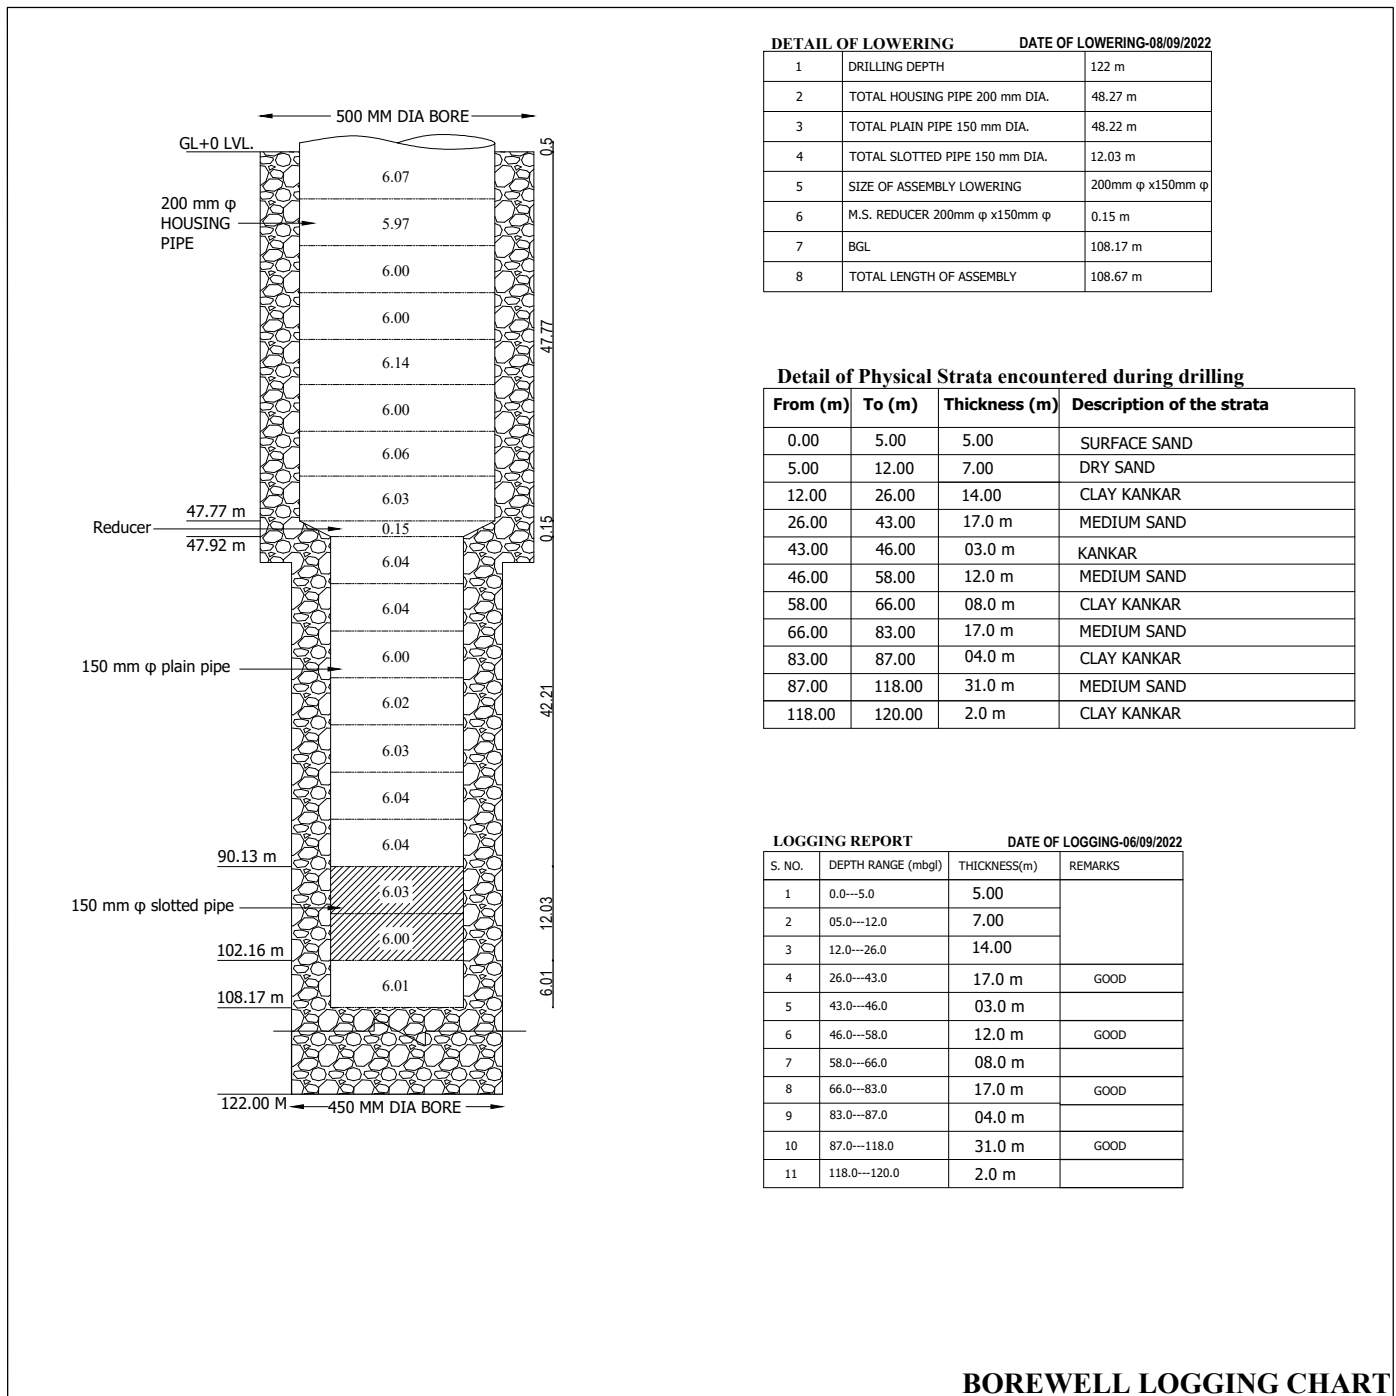 500 MM DIA BORE
GL+0 LVL.
0.5
6.07
200 mm φ
HOUSING
PIPE
5.97
6.00
6.00
47.77
6.14
6.00
6.06
6.03
47.77 m
Reducer
0.15
0.15
47.92 m
6.04
6.04
150 mm φ plain pipe
6.00
6.02
42.21
6.03
6.04
6.04
90.13 m
6.03
150 mm φ slotted pipe
12.03
6.00
102.16 m
6.01
6.01
108.17 m
122.00 M
450 MM DIA BORE
DETAIL OF LOWERING DATE OF LOWERING-08/09/2022
1 DRILLING DEPTH 122 m
2 TOTAL HOUSING PIPE 200 mm DIA. 48.27 m
3 TOTAL PLAIN PIPE 150 mm DIA. 48.22 m
4 TOTAL SLOTTED PIPE 150 mm DIA. 12.03 m
5 SIZE OF ASSEMBLY LOWERING 200mm φ x150mm φ
6 M.S. REDUCER 200mm φ x150mm φ 0.15 m
7 BGL 108.17 m
8 TOTAL LENGTH OF ASSEMBLY 108.67 m
Detail of Physical Strata encountered during drilling
From (m) To (m) Thickness (m) Description of the strata
0.00 5.00 5.00 SURFACE SAND
5.00 12.00 7.00 DRY SAND
12.00 26.00 14.00 CLAY KANKAR
26.00 43.00 17.0 m MEDIUM SAND
43.00 46.00 03.0 m KANKAR
46.00 58.00 12.0 m MEDIUM SAND
58.00 66.00 08.0 m CLAY KANKAR
66.00 83.00 17.0 m MEDIUM SAND
83.00 87.00 04.0 m CLAY KANKAR
87.00 118.00 31.0 m MEDIUM SAND
118.00 120.00 2.0 m CLAY KANKAR
LOGGING REPORT DATE OF LOGGING-06/09/2022
S. NO. DEPTH RANGE (mbgl) THICKNESS(m) REMARKS
1 0.0---5.0 5.00
2 05.0---12.0 7.00
3 12.0---26.0 14.00
4 26.0---43.0 17.0 m GOOD
5 43.0---46.0 03.0 m
6 46.0---58.0 12.0 m GOOD
7 58.0---66.0 08.0 m
8 66.0---83.0 17.0 m GOOD
9 83.0---87.0 04.0 m
10 87.0---118.0 31.0 m GOOD
11 118.0---120.0 2.0 m
BOREWELL LOGGING CHART